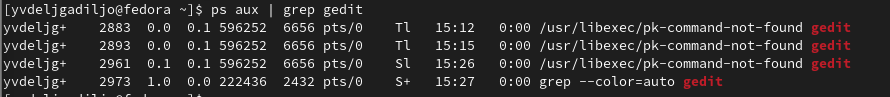 [yvdeljgadiljo@fedora ~]$ ps aux | grep gedit
yvdeljg+    2883  0.0  0.1 596252  6656 pts/0    Tl   15:12   0:00 /usr/libexec/pk-command-not-found gedit
yvdeljg+    2893  0.0  0.1 596252  6656 pts/0    Tl   15:15   0:00 /usr/libexec/pk-command-not-found gedit
yvdeljg+    2961  0.1  0.1 596252  6656 pts/0    Sl   15:26   0:00 /usr/libexec/pk-command-not-found gedit
yvdeljg+    2973  1.0  0.0 222436  2432 pts/0    S+   15:27   0:00 grep --color=auto gedit